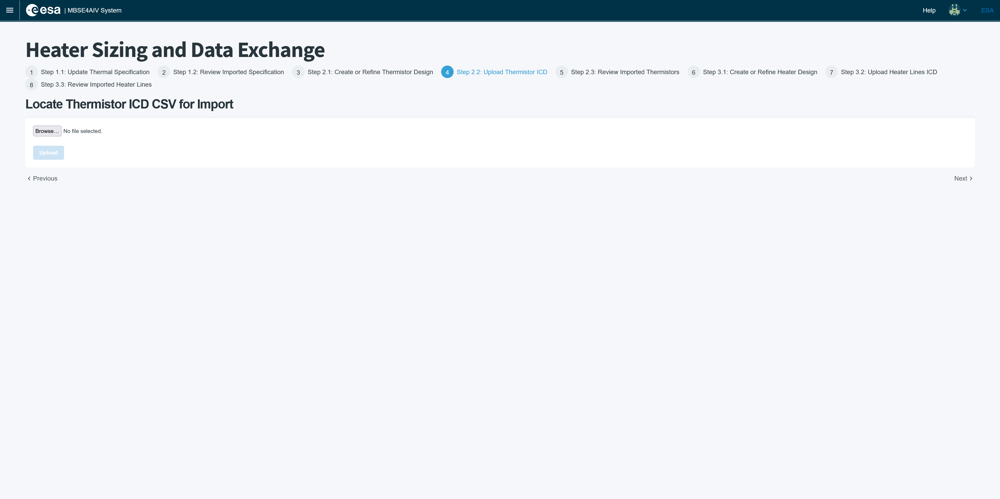 esa | MBSE4AIV System Help ESA
Heater Sizing and Data Exchange
1 Step 1.1: Update Thermal Specification 2 Step 1.2: Review Imported Specification 3 Step 2.1: Create or Refine Thermistor Design 4 Step 2.2: Upload Thermistor ICD 5 Step 2.3: Review Imported Thermistors 6 Step 3.1: Create or Refine Heater Design 7 Step 3.2: Upload Heater Lines ICD
8 Step 3.3: Review Imported Heater Lines
Locate Thermistor ICD CSV for Import
Browse... No file selected.
Upload
Previous Next